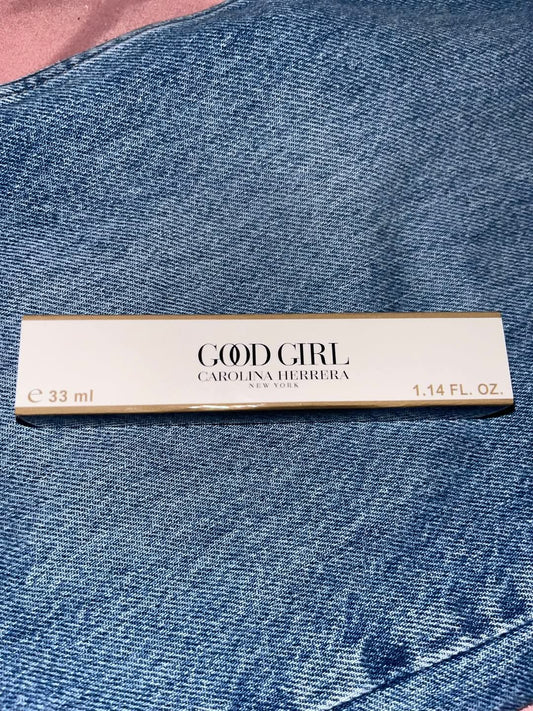 GOOD GIRL
CAROLINA HERRERA
NEW YORK
℮ 33 ml
1.14 FL. OZ.